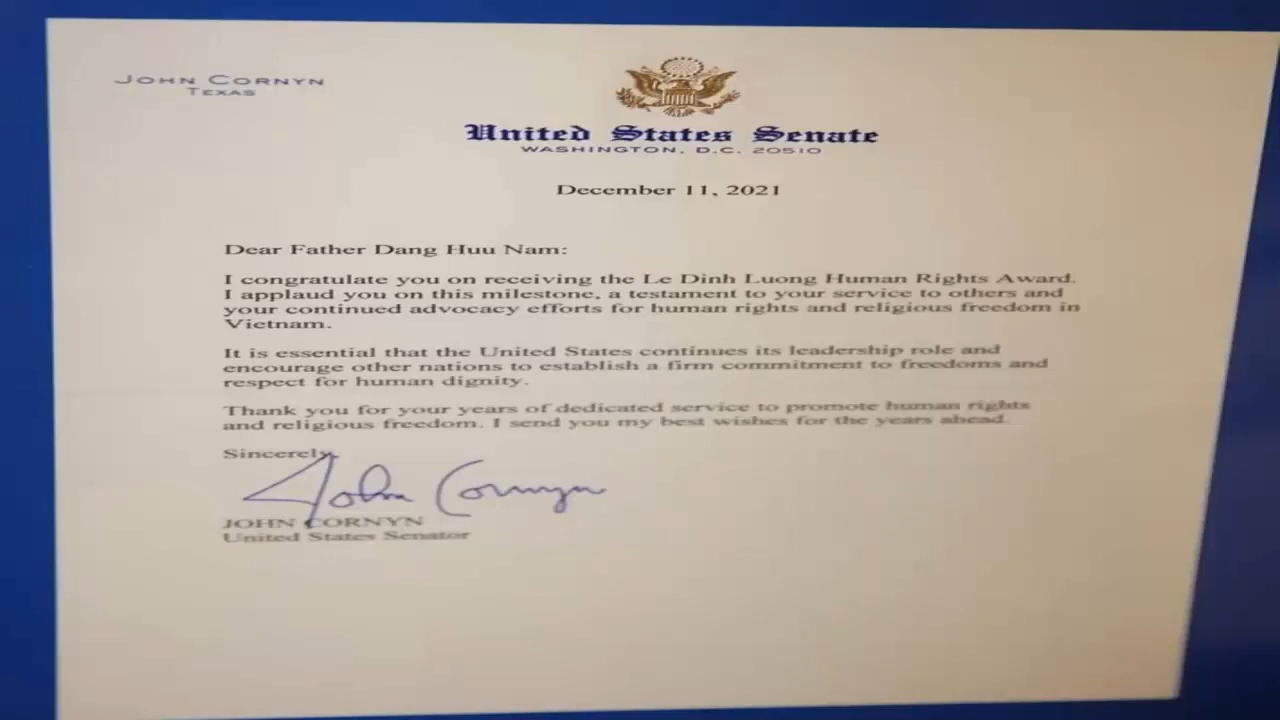 JOHN CORNYN
TEXAS
United States Senate
WASHINGTON, D.C. 20510
December 11, 2021
Dear Father Dang Huu Nam:
I congratulate you on receiving the Le Dinh Luong Human Rights Award.
I applaud you on this milestone, a testament to your service to others and
your continued advocacy efforts for human rights and religious freedom in
Vietnam.
It is essential that the United States continues its leadership role and
encourage other nations to establish a firm commitment to freedoms and
respect for human dignity.
Thank you for your years of dedicated service to promote human rights
and religious freedom. I send you my best wishes for the years ahead.
Sincerely,
John Cornyn
JOHN CORNYN
United States Senator